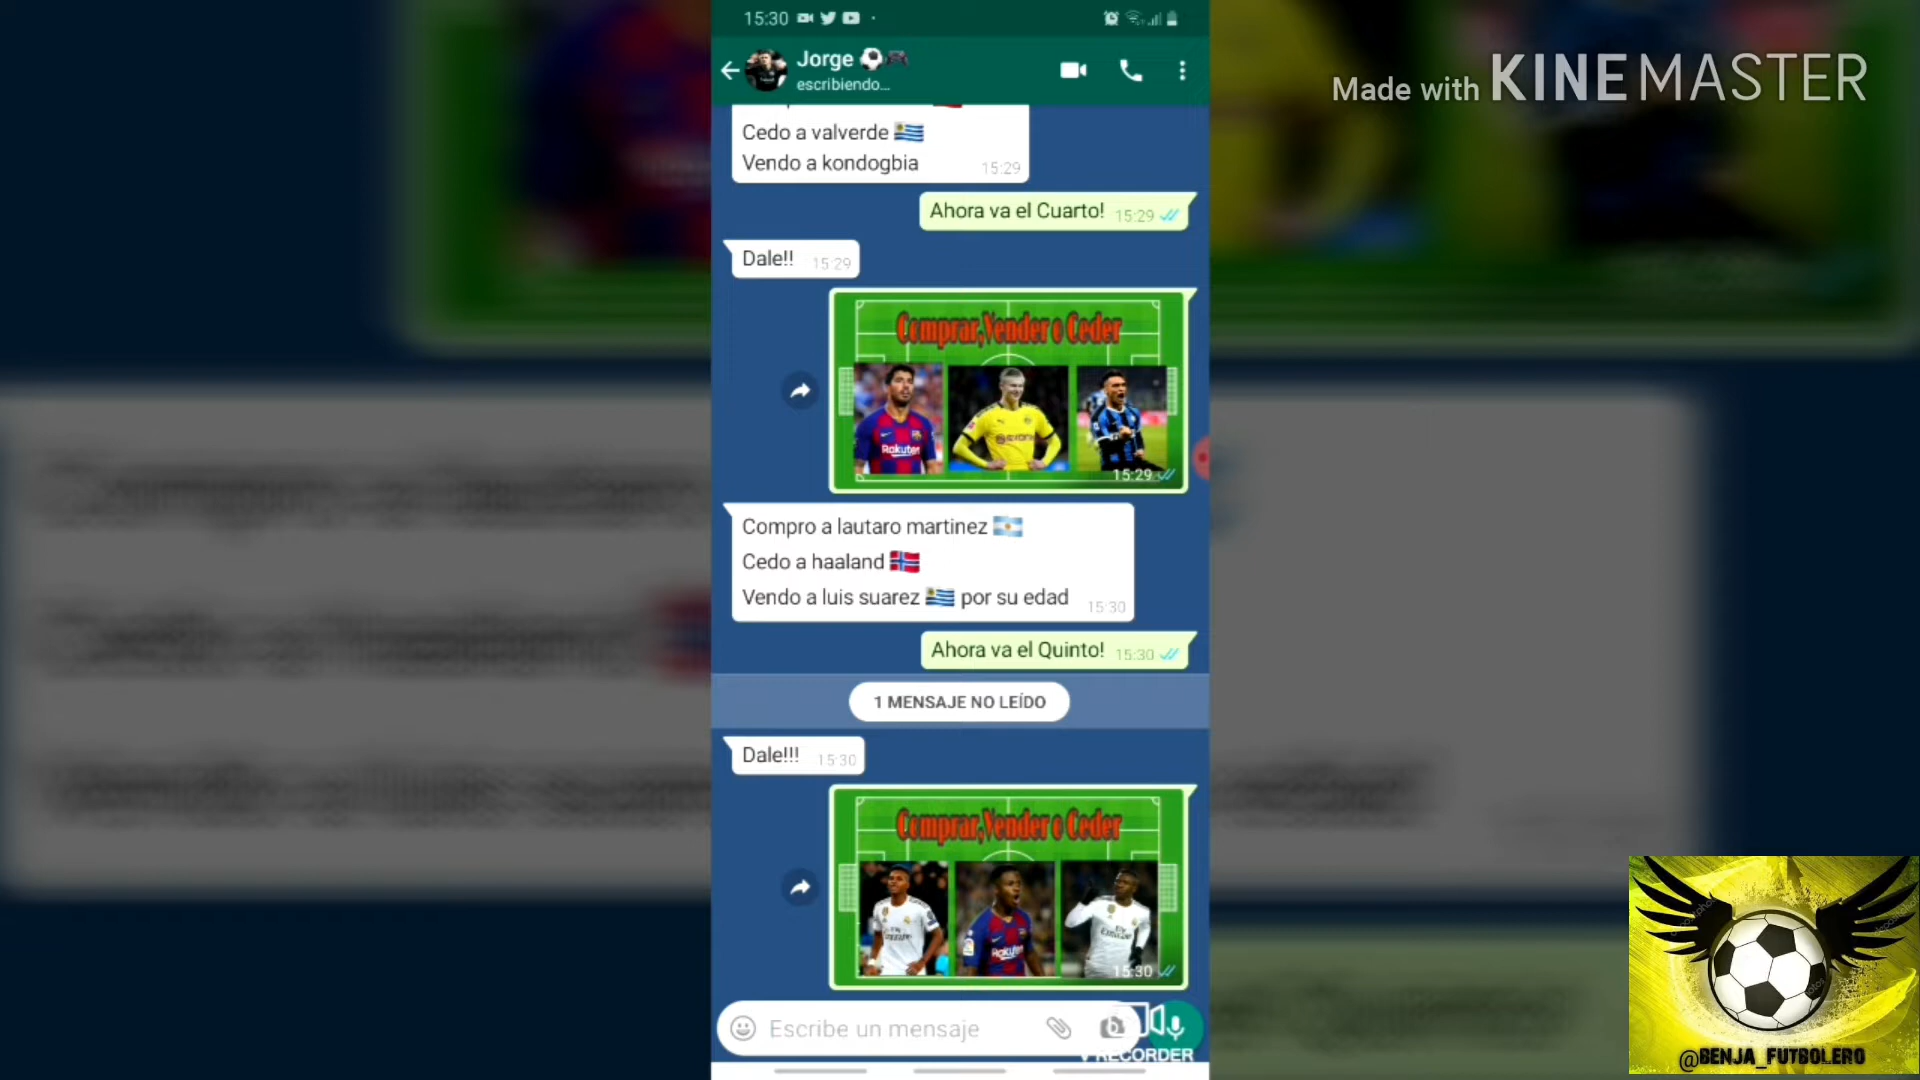 15:30
Jorge
escribiendo...
Made with KINEMASTER
Cedo a valverde
Vendo a kondogbia
15:29
Ahora va el Cuarto! 15:29
Dale!! 15:29
Comprar,Vender o Ceder
Rakuten
15:29
Compro a lautaro martinez
Cedo a haaland
Vendo a luis suarez por su edad
15:30
Ahora va el Quinto! 15:30
1 MENSAJE NO LEÍDO
Dale!!! 15:30
Comprar,Vender o Ceder
Rakuten
15:30
Escribe un mensaje
RECORDER
@BENJA_FUTBOLERO